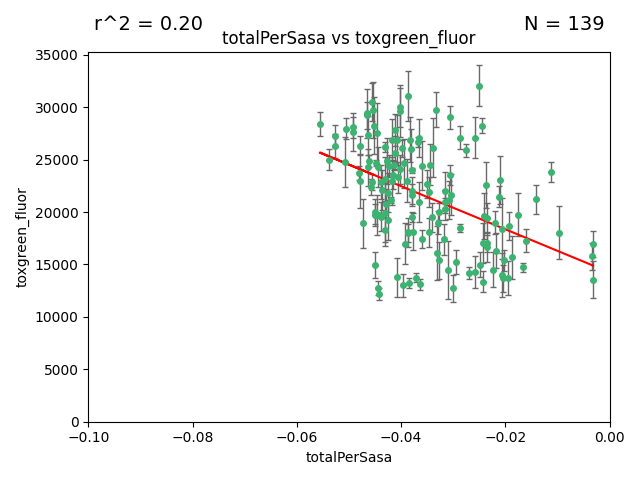 r^2 = 0.20
N = 139
totalPerSasa vs toxgreen_fluor
35000
30000
25000
20000
15000
10000
5000
0
toxgreen_fluor
−0.10
−0.08
−0.06
−0.04
−0.02
0.00
totalPerSasa